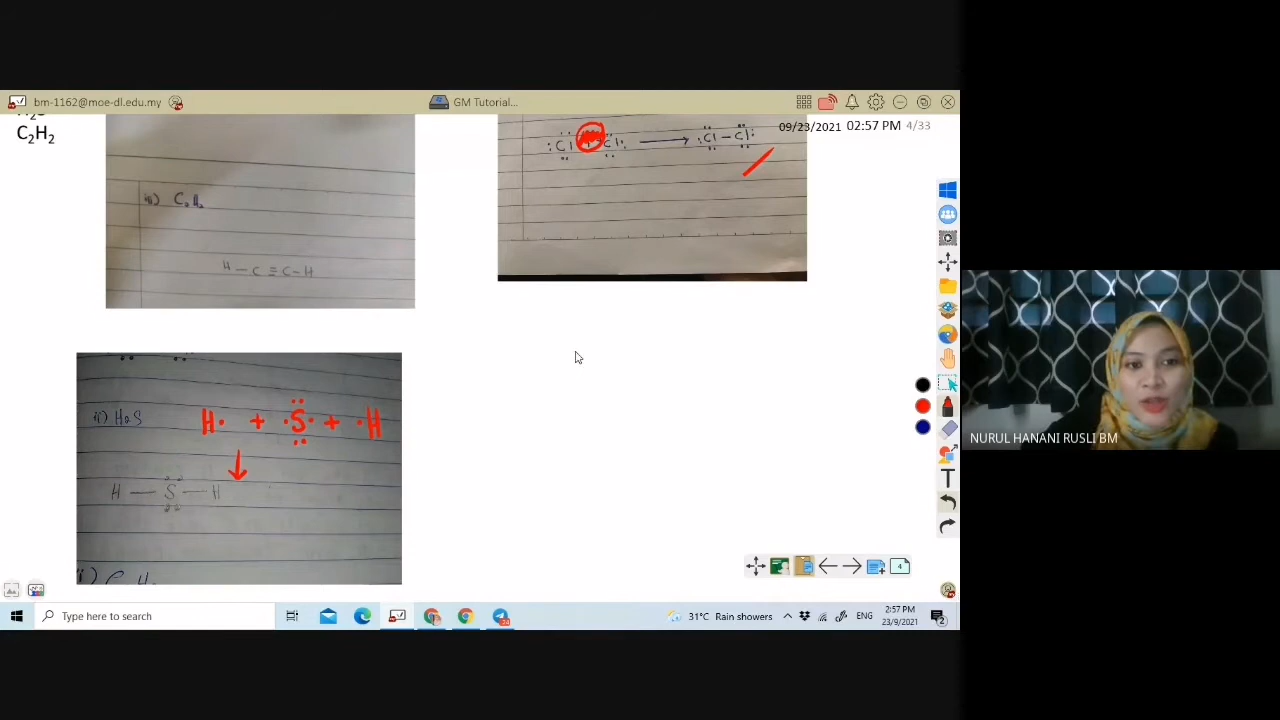 bm-1162@moe-dl.edu.my
GM Tutorial...
09/23/2021 02:57 PM 4/33
C₂H₂
:Cl Cl: → :Cl – Cl:
iii) C₂H₂
H – C ≡ C – H
ii) H₂S
H· + ·S· + ·H
↓
H — S — H
T
4
NURUL HANANI RUSLI BM
Type here to search
31°C Rain showers
ENG
2:57 PM
23/9/2021
2